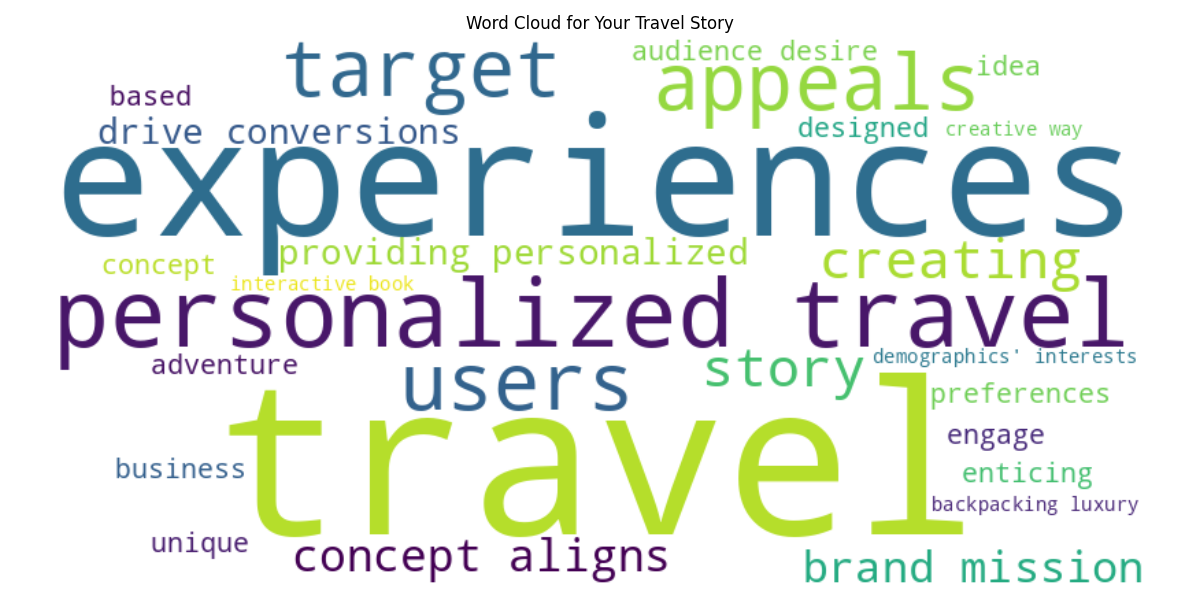 Word Cloud for Your Travel Story
target
audience desire
appeals
idea
based
drive conversions
designed
creative way
experiences
providing personalized
creating
concept
interactive book
personalized travel
adventure
users
story
demographics' interests
preferences
travel
engage
business
enticing
backpacking luxury
unique
concept aligns
brand mission